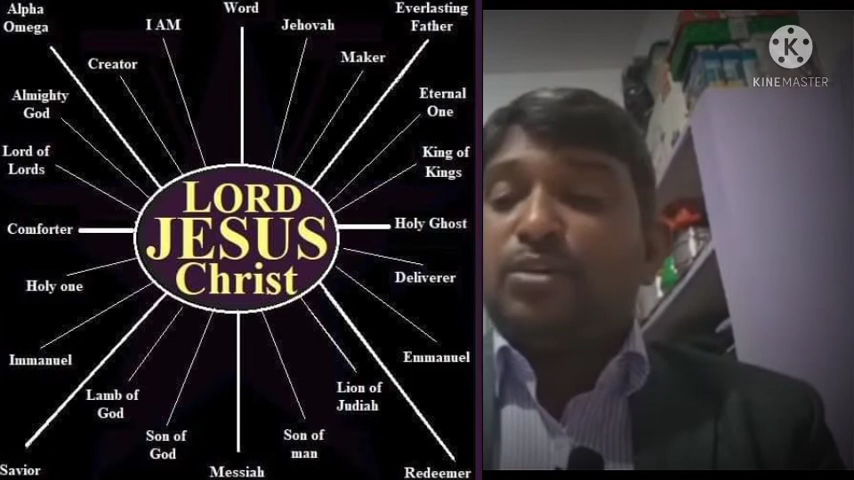 Alpha
Omega
I AM
Word
Jehovah
Everlasting
Father
Creator
Maker
Almighty
God
Eternal
One
Lord of
Lords
King of
Kings
LORD
JESUS
Christ
Comforter
Holy Ghost
Holy one
Deliverer
Immanuel
Emmanuel
Lamb of
God
Lion of
Judiah
Son of
God
Son of
man
Savior
Messiah
Redeemer
K
KINEMASTER